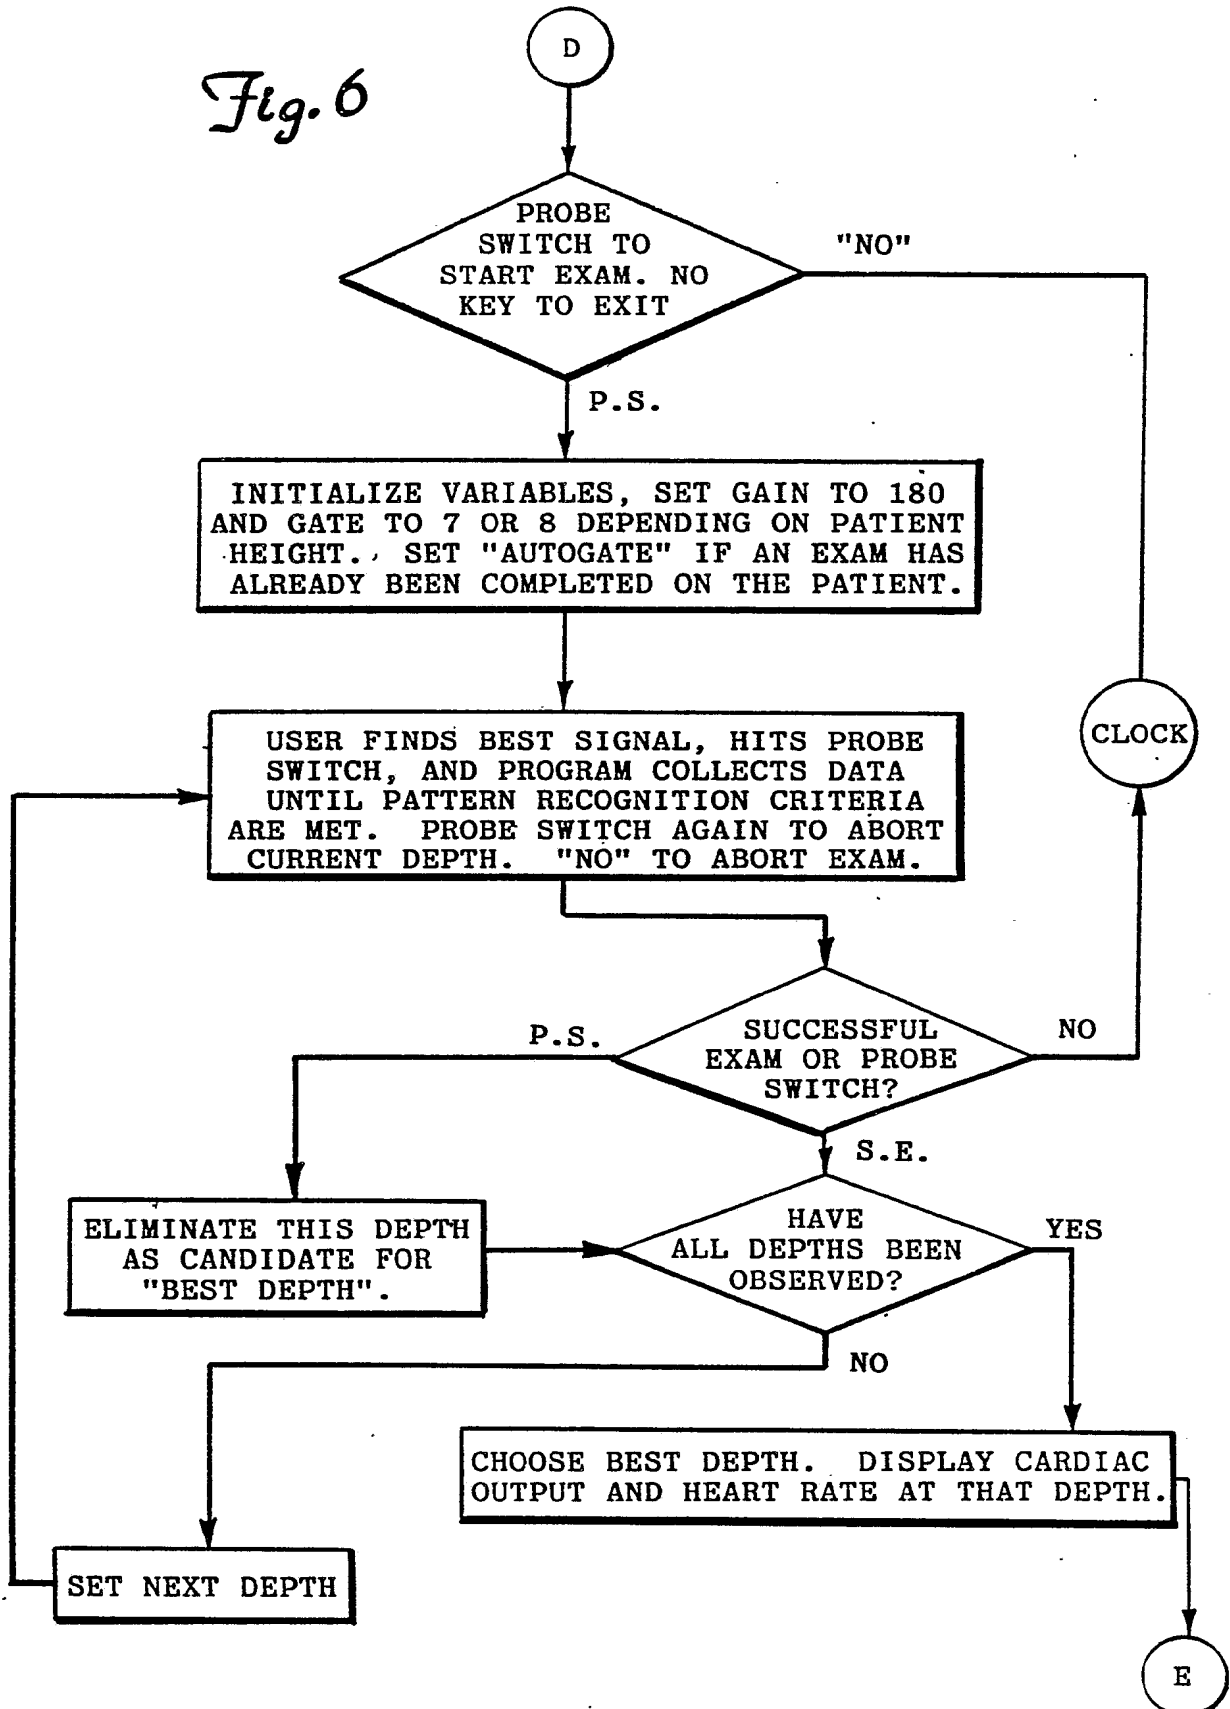 D
Fig. 6
PROBE
SWITCH TO
START EXAM. NO
KEY TO EXIT
"NO"
P.S.
INITIALIZE VARIABLES, SET GAIN TO 180
AND GATE TO 7 OR 8 DEPENDING ON PATIENT
HEIGHT. SET "AUTOGATE" IF AN EXAM HAS
ALREADY BEEN COMPLETED ON THE PATIENT.
USER FINDS BEST SIGNAL, HITS PROBE
SWITCH, AND PROGRAM COLLECTS DATA
UNTIL PATTERN RECOGNITION CRITERIA
ARE MET. PROBE SWITCH AGAIN TO ABORT
CURRENT DEPTH. "NO" TO ABORT EXAM.
CLOCK
P.S.
SUCCESSFUL
EXAM OR PROBE
SWITCH?
NO
S.E.
ELIMINATE THIS DEPTH
AS CANDIDATE FOR
"BEST DEPTH".
HAVE
ALL DEPTHS BEEN
OBSERVED?
YES
NO
CHOOSE BEST DEPTH. DISPLAY CARDIAC
OUTPUT AND HEART RATE AT THAT DEPTH.
SET NEXT DEPTH
E